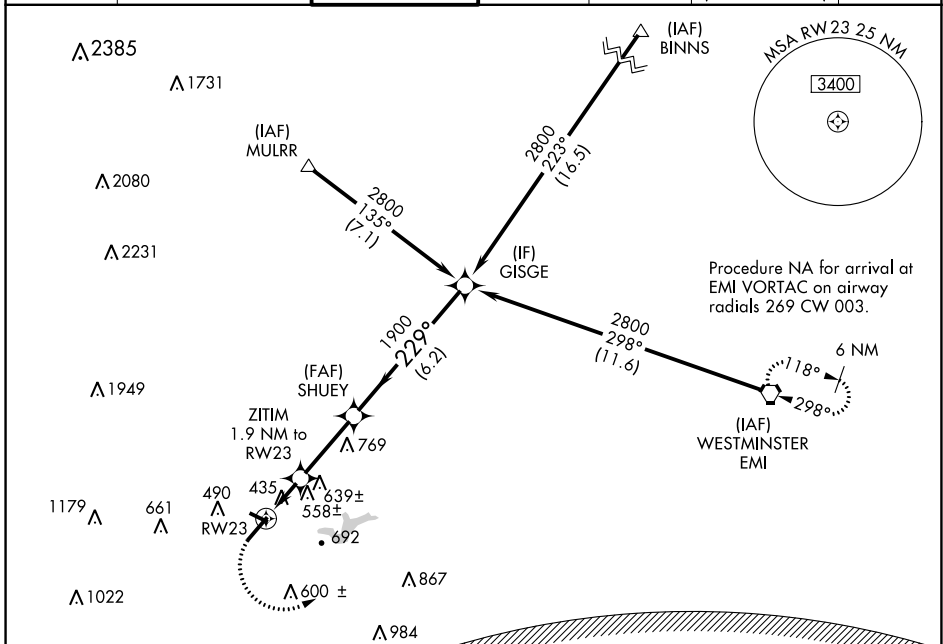 2385
1731
(IAF)
BINNS
MSA RW 23 25 NM
3400
(IAF)
MULRR
2800
223°
(16.5)
2080
2800
135°
(7.1)
2231
(IF)
GISGE
Procedure NA for arrival at
EMI VORTAC on airway
radials 269 CW 003.
2800
298°
(11.6)
1900
229°
(6.2)
6 NM
118°
298°
(FAF)
SHUEY
1949
ZITIM
1.9 NM to
RW23
769
(IAF)
WESTMINSTER
EMI
1179
661
490
435
639±
558±
RW23
692
1022
600 ±
867
984